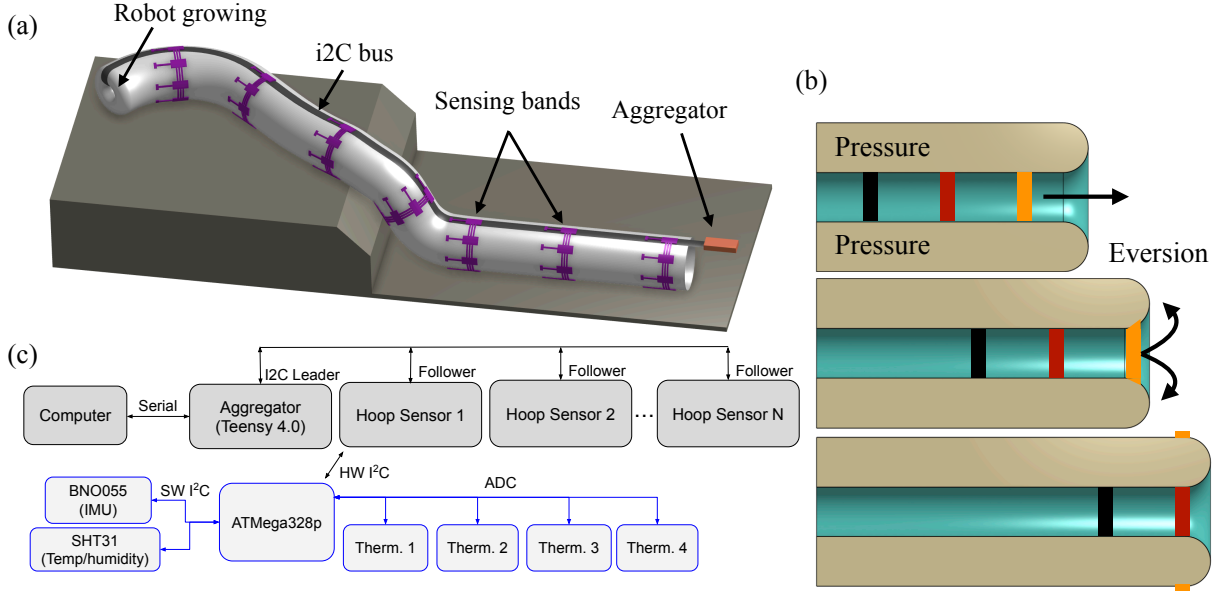 (a)
Robot growing
i2C bus
Sensing bands
Aggregator
(b)
Pressure
Pressure
Eversion
(c)
I2C Leader
Follower
Follower
Follower
Computer
Serial
Aggregator
(Teensy 4.0)
Hoop Sensor 1
Hoop Sensor 2
...
Hoop Sensor N
HW I²C
BNO055
(IMU)
SW I²C
ATMega328p
ADC
SHT31
(Temp/humidity)
Therm. 1
Therm. 2
Therm. 3
Therm. 4